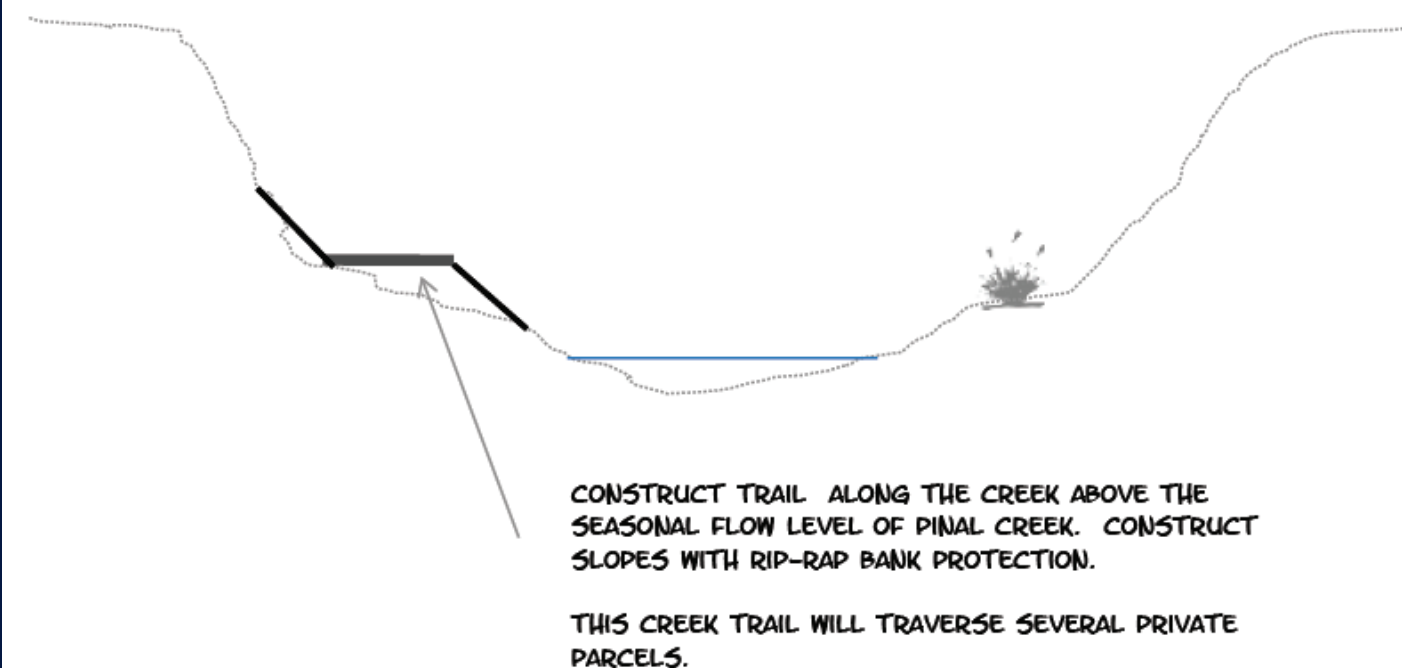 CONSTRUCT TRAIL ALONG THE CREEK ABOVE THE
SEASONAL FLOW LEVEL OF PINAL CREEK. CONSTRUCT
SLOPES WITH RIP-RAP BANK PROTECTION.
THIS CREEK TRAIL WILL TRAVERSE SEVERAL PRIVATE
PARCELS.